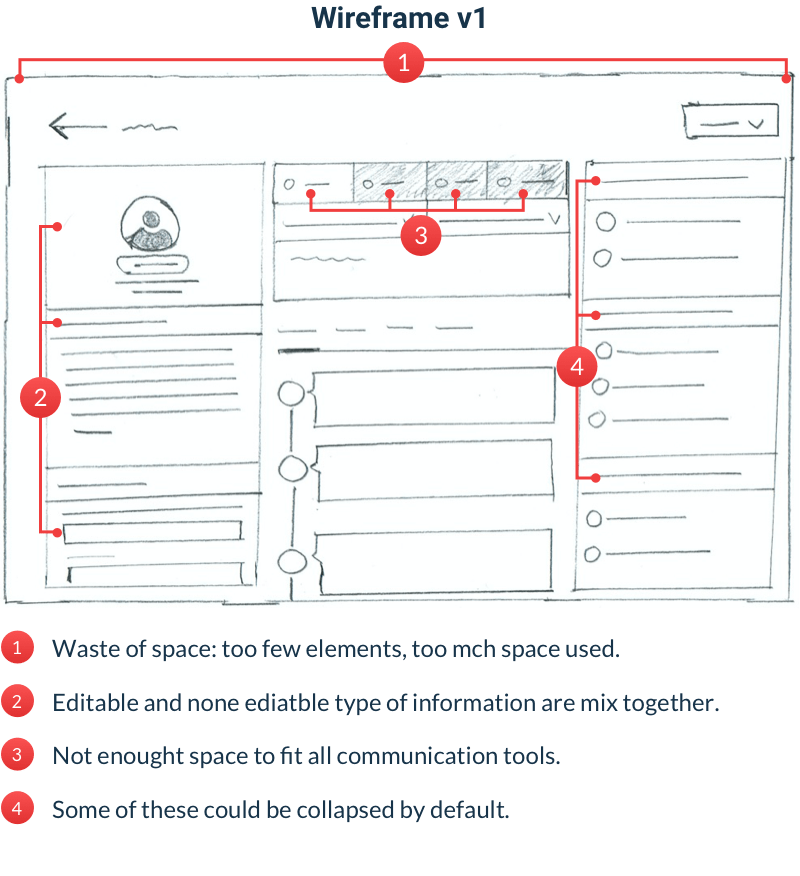 Wireframe v1
1
2
3
4
1 Waste of space: too few elements, too mch space used.
2 Editable and none ediatble type of information are mix together.
3 Not enought space to fit all communication tools.
4 Some of these could be collapsed by default.